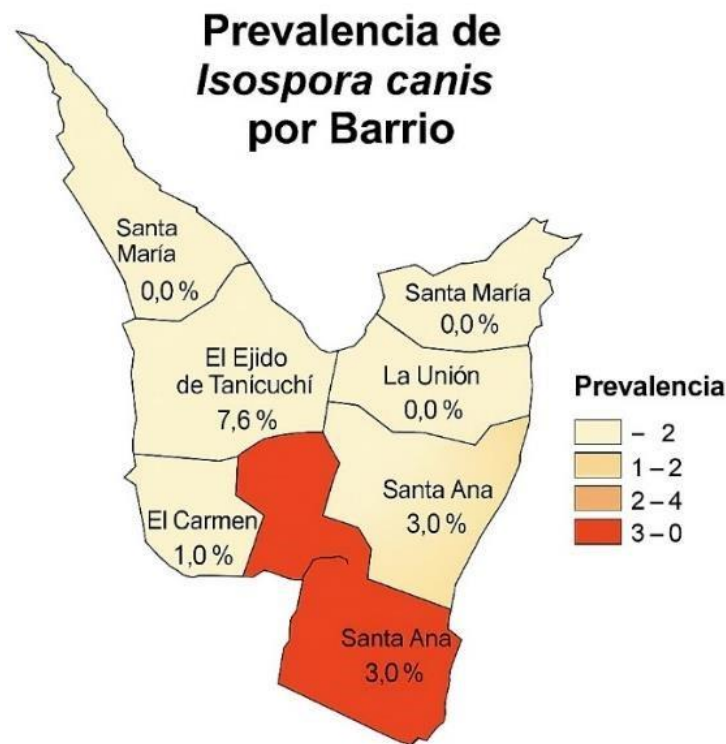 Prevalencia de
Isospora canis
por Barrio
Santa
María
0,0 %
Santa María
0,0 %
El Ejido
de Tanicuchí
7,6 %
La Unión
0,0 %
Santa Ana
3,0 %
El Carmen
1,0 %
Santa Ana
3,0 %
Prevalencia
– 2
1 – 2
2 – 4
3 – 0